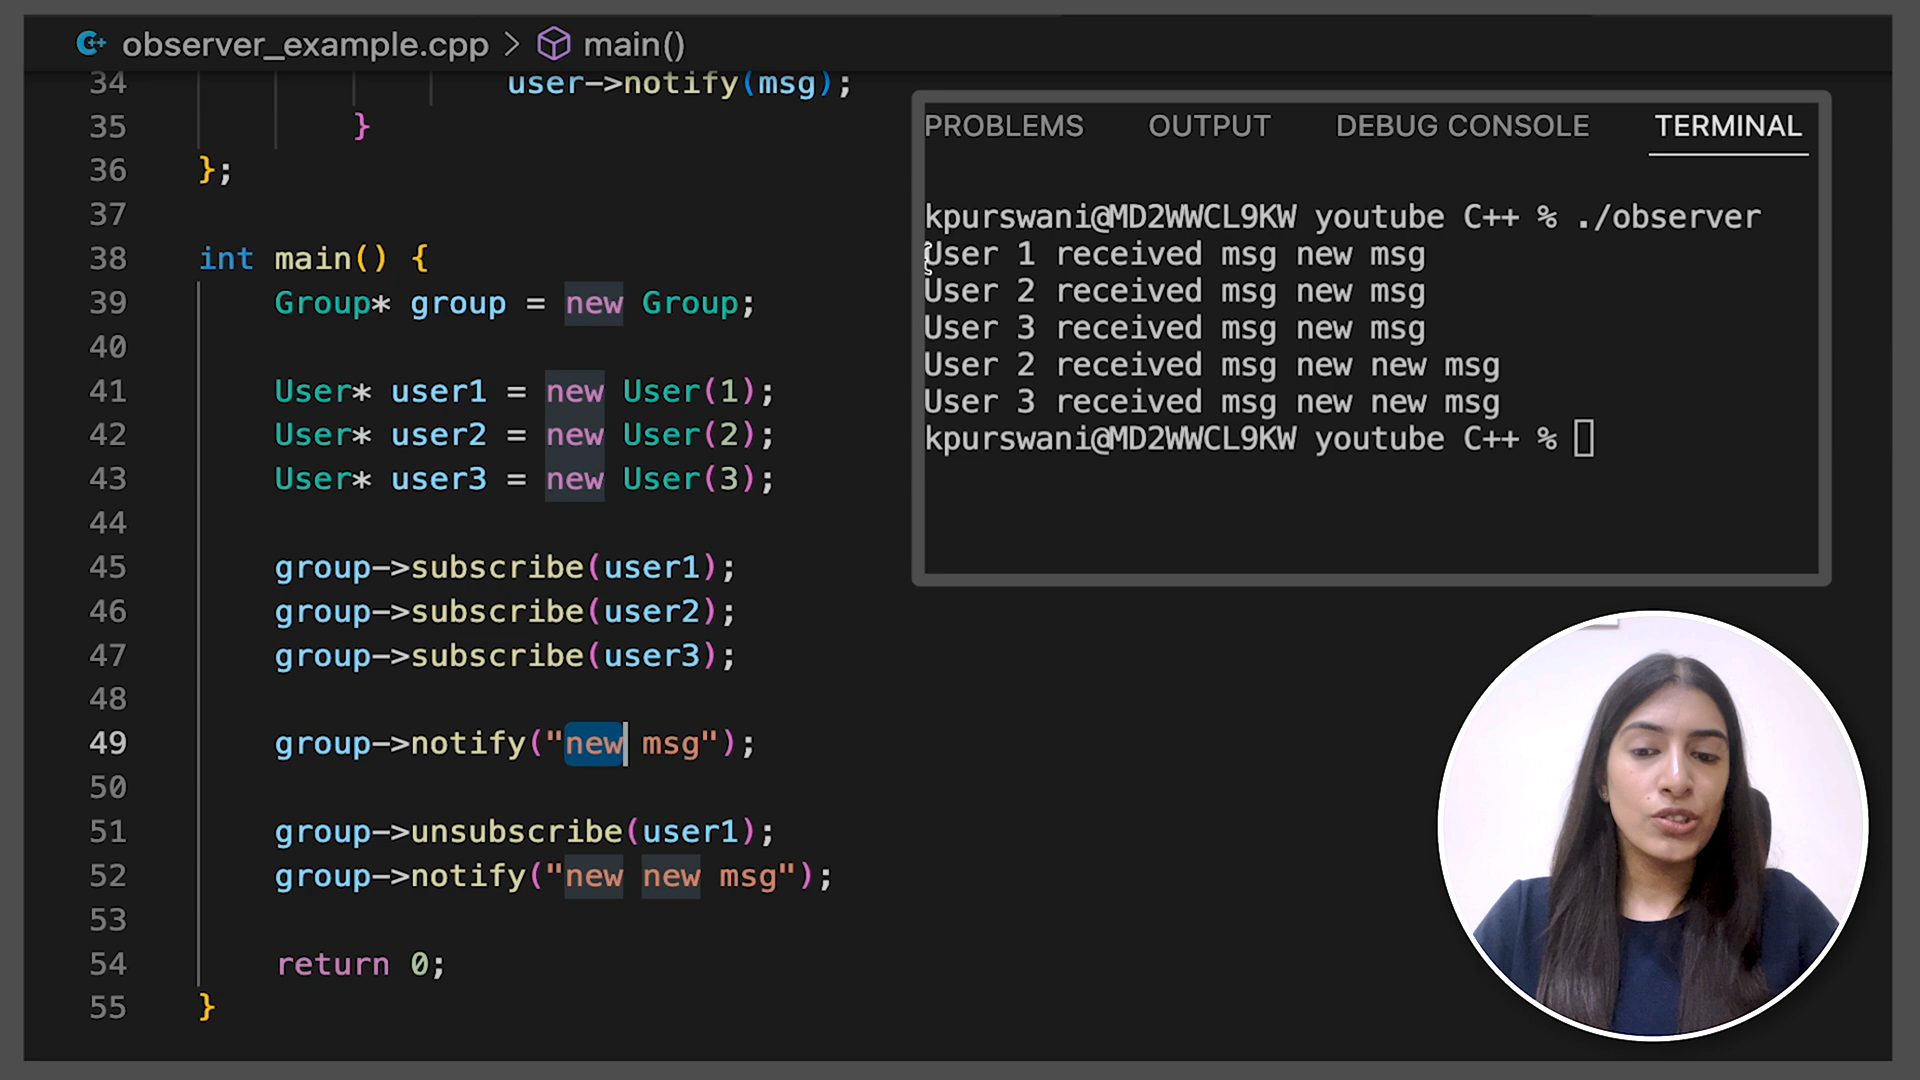 observer_example.cpp > main()
34 user->notify(msg);
35 }
36 };
37
38 int main() {
39 Group* group = new Group;
40
41 User* user1 = new User(1);
42 User* user2 = new User(2);
43 User* user3 = new User(3);
44
45 group->subscribe(user1);
46 group->subscribe(user2);
47 group->subscribe(user3);
48
49 group->notify("new msg");
50
51 group->unsubscribe(user1);
52 group->notify("new new msg");
53
54 return 0;
55 }
PROBLEMS OUTPUT DEBUG CONSOLE TERMINAL
kpurswani@MD2WWCL9KW youtube C++ % ./observer
User 1 received msg new msg
User 2 received msg new msg
User 3 received msg new msg
User 2 received msg new new msg
User 3 received msg new new msg
kpurswani@MD2WWCL9KW youtube C++ %